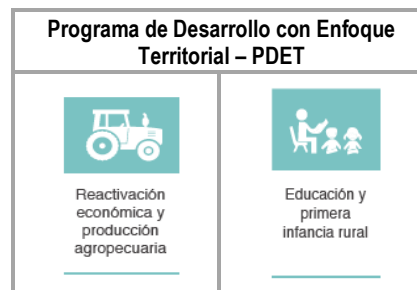 Programa de Desarrollo con Enfoque
Territorial – PDET
Reactivación
económica y
producción
agropecuaria
Educación y
primera
infancia rural